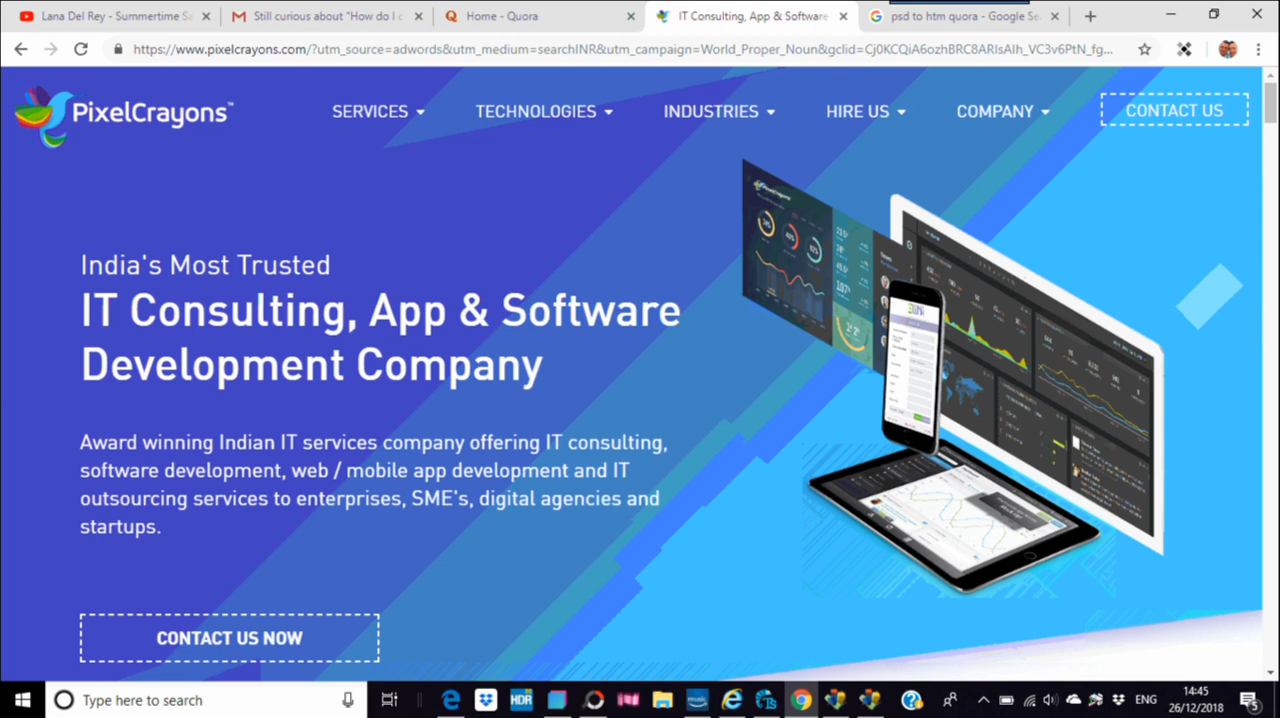 Lana Del Rey - Summertime Sa
Still curious about "How do I c
Home - Quora
IT Consulting, App & Software
psd to htm quora - Google Se
https://www.pixelcrayons.com/?utm_source=adwords&utm_medium=searchINR&utm_campaign=World_Proper_Noun&gclid=Cj0KCQiA6ozhBRC8ARIsAIh_VC3v6PtN_fg...
PixelCrayons™
SERVICES
TECHNOLOGIES
INDUSTRIES
HIRE US
COMPANY
CONTACT US
India's Most Trusted
IT Consulting, App & Software
Development Company
Award winning Indian IT services company offering IT consulting,
software development, web / mobile app development and IT
outsourcing services to enterprises, SME's, digital agencies and
startups.
CONTACT US NOW
Type here to search
HDR
music
ENG
14:45
26/12/2018
5